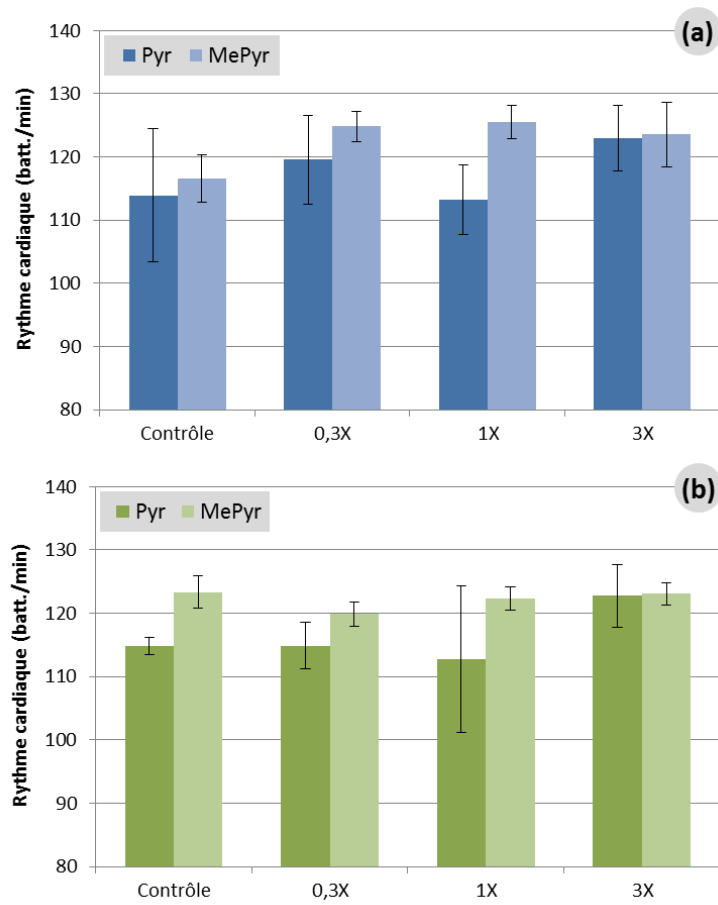 (a)
Pyr MePyr
Rythme cardiaque (batt./min)
140
130
120
110
100
90
80
Contrôle 0,3X 1X 3X
(b)
Pyr MePyr
Rythme cardiaque (batt./min)
140
130
120
110
100
90
80
Contrôle 0,3X 1X 3X